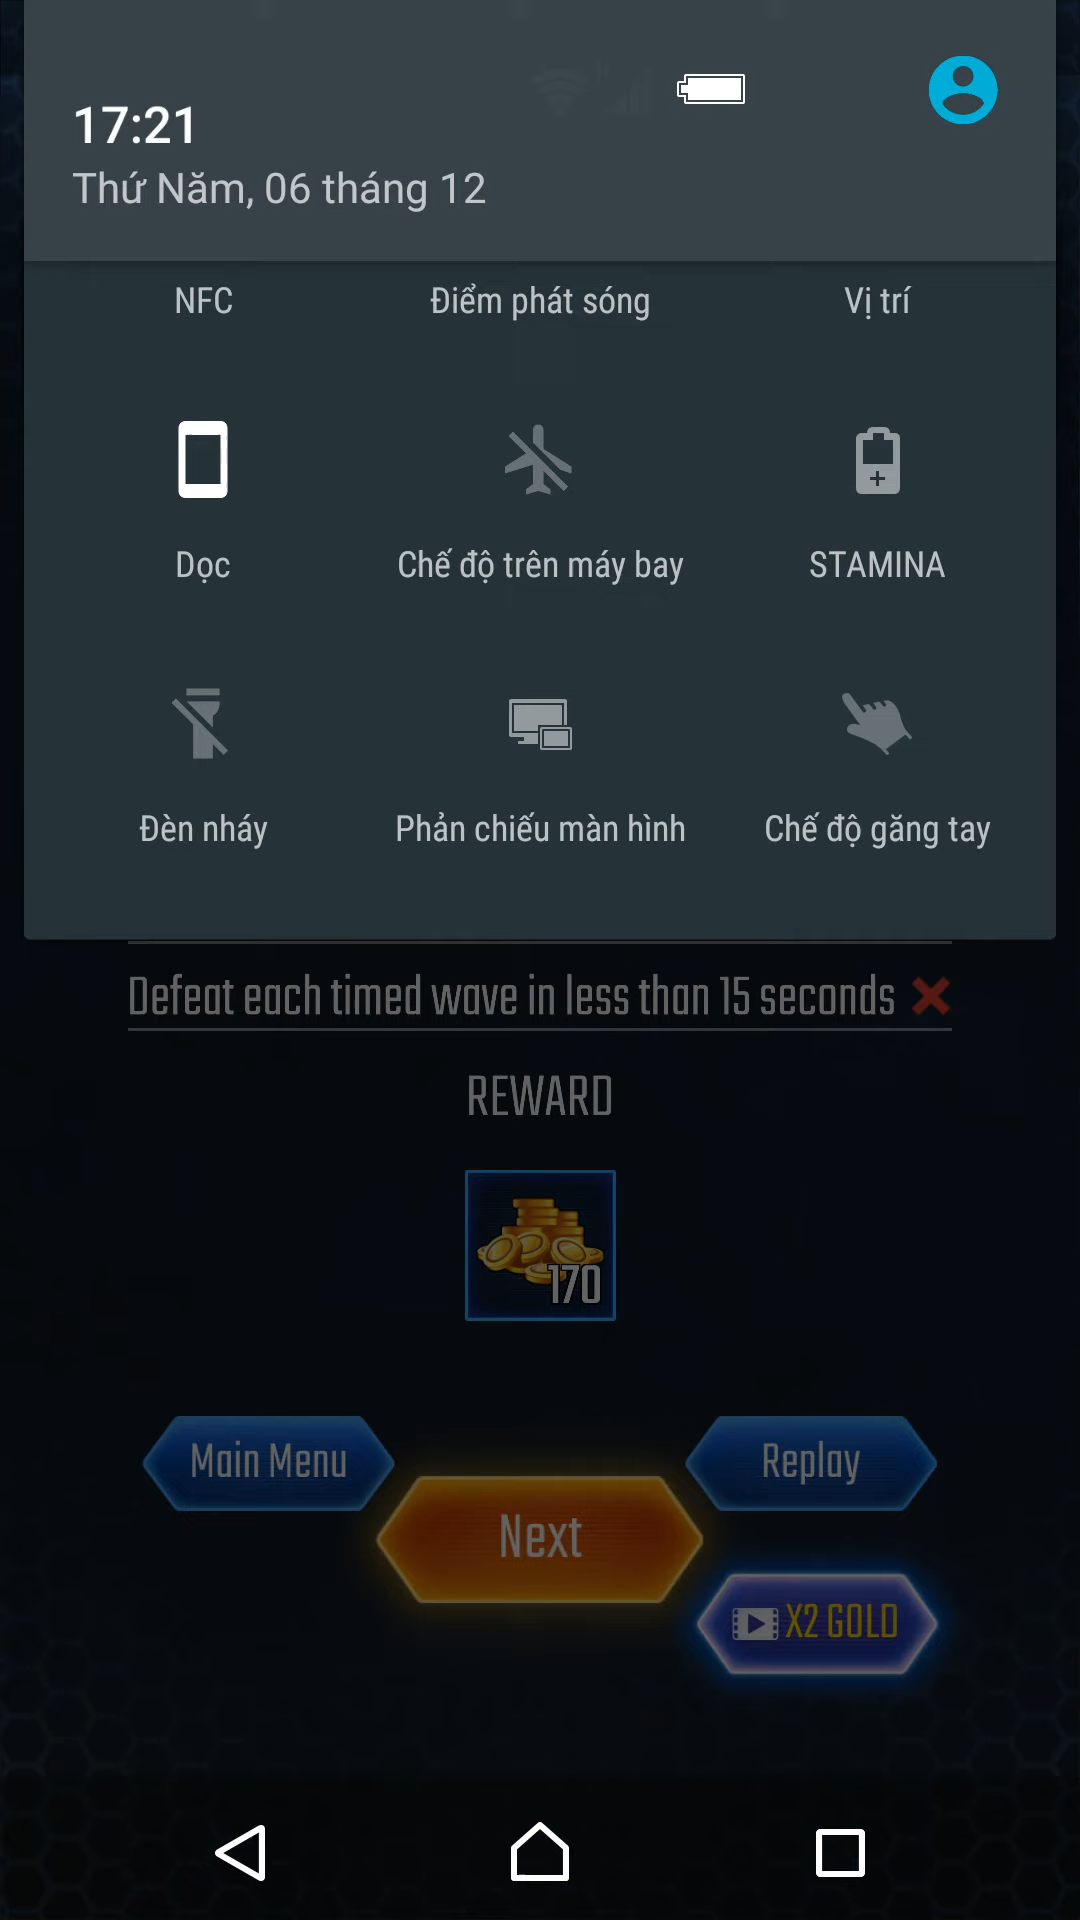 17:21
Thứ Năm, 06 tháng 12
NFC
Điểm phát sóng
Vị trí
Dọc
Chế độ trên máy bay
STAMINA
Đèn nháy
Phản chiếu màn hình
Chế độ găng tay
Defeat each timed wave in less than 15 seconds
REWARD
170
Main Menu
Replay
Next
X2 GOLD